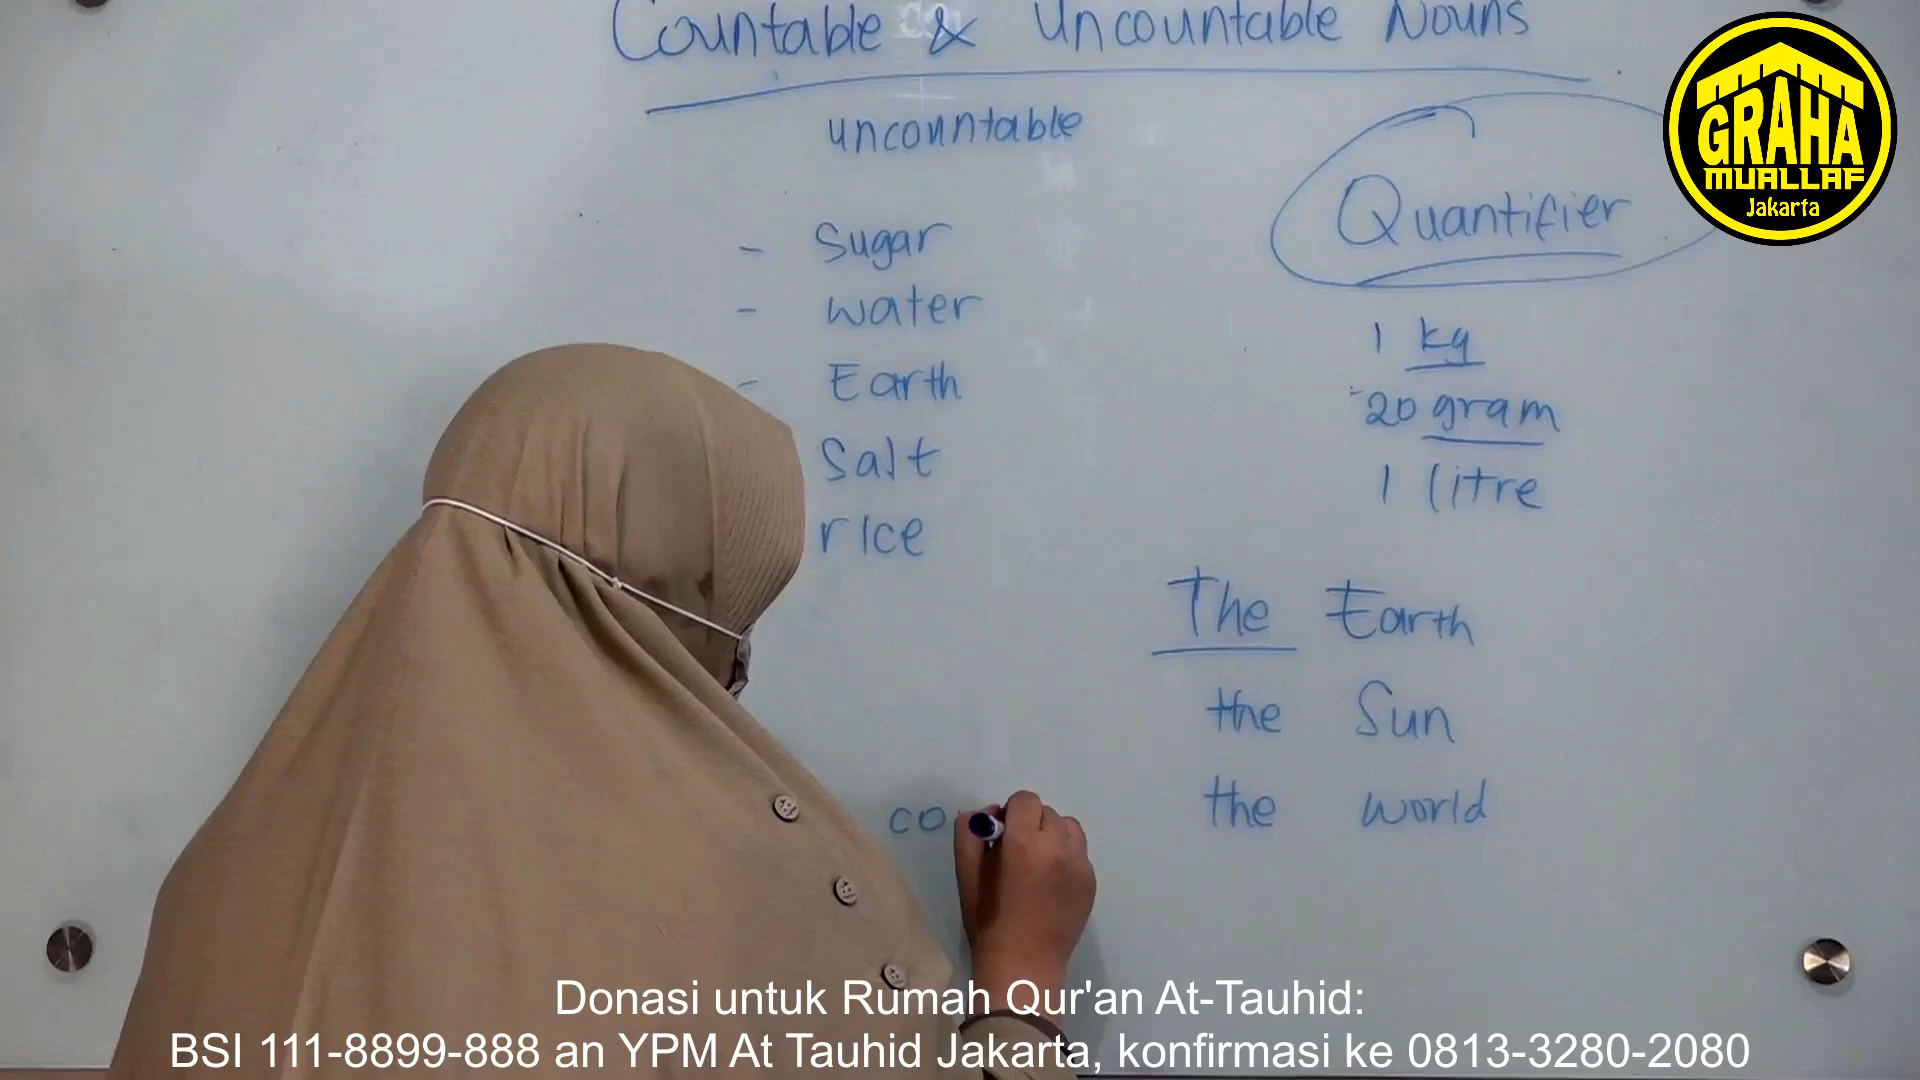 Countable & Uncountable Nouns
uncountable
- Sugar
- water
- Earth
Salt
rice
Quantifier
1 kg
20 gram
1 litre
The Earth
the Sun
the world
co
GRAHA
MUALLAF
Jakarta
Donasi untuk Rumah Qur'an At-Tauhid:
BSI 111-8899-888 an YPM At Tauhid Jakarta, konfirmasi ke 0813-3280-2080